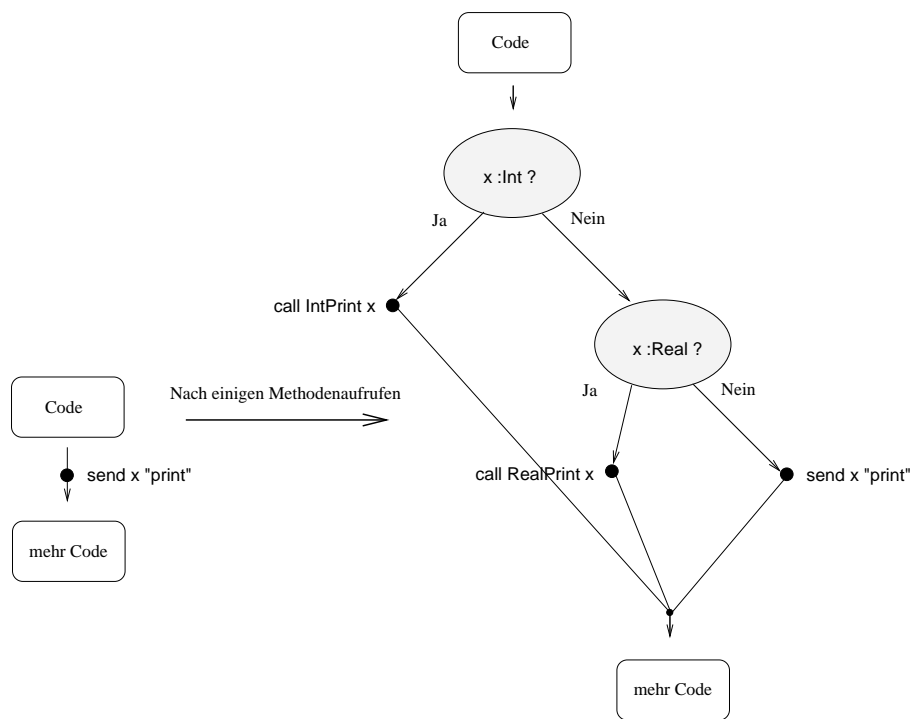 Code
x :Int ?
Ja
Nein
call IntPrint x
x :Real ?
Nach einigen Methodenaufrufen
Ja
Nein
Code
send x "print"
call RealPrint x
send x "print"
mehr Code
mehr Code